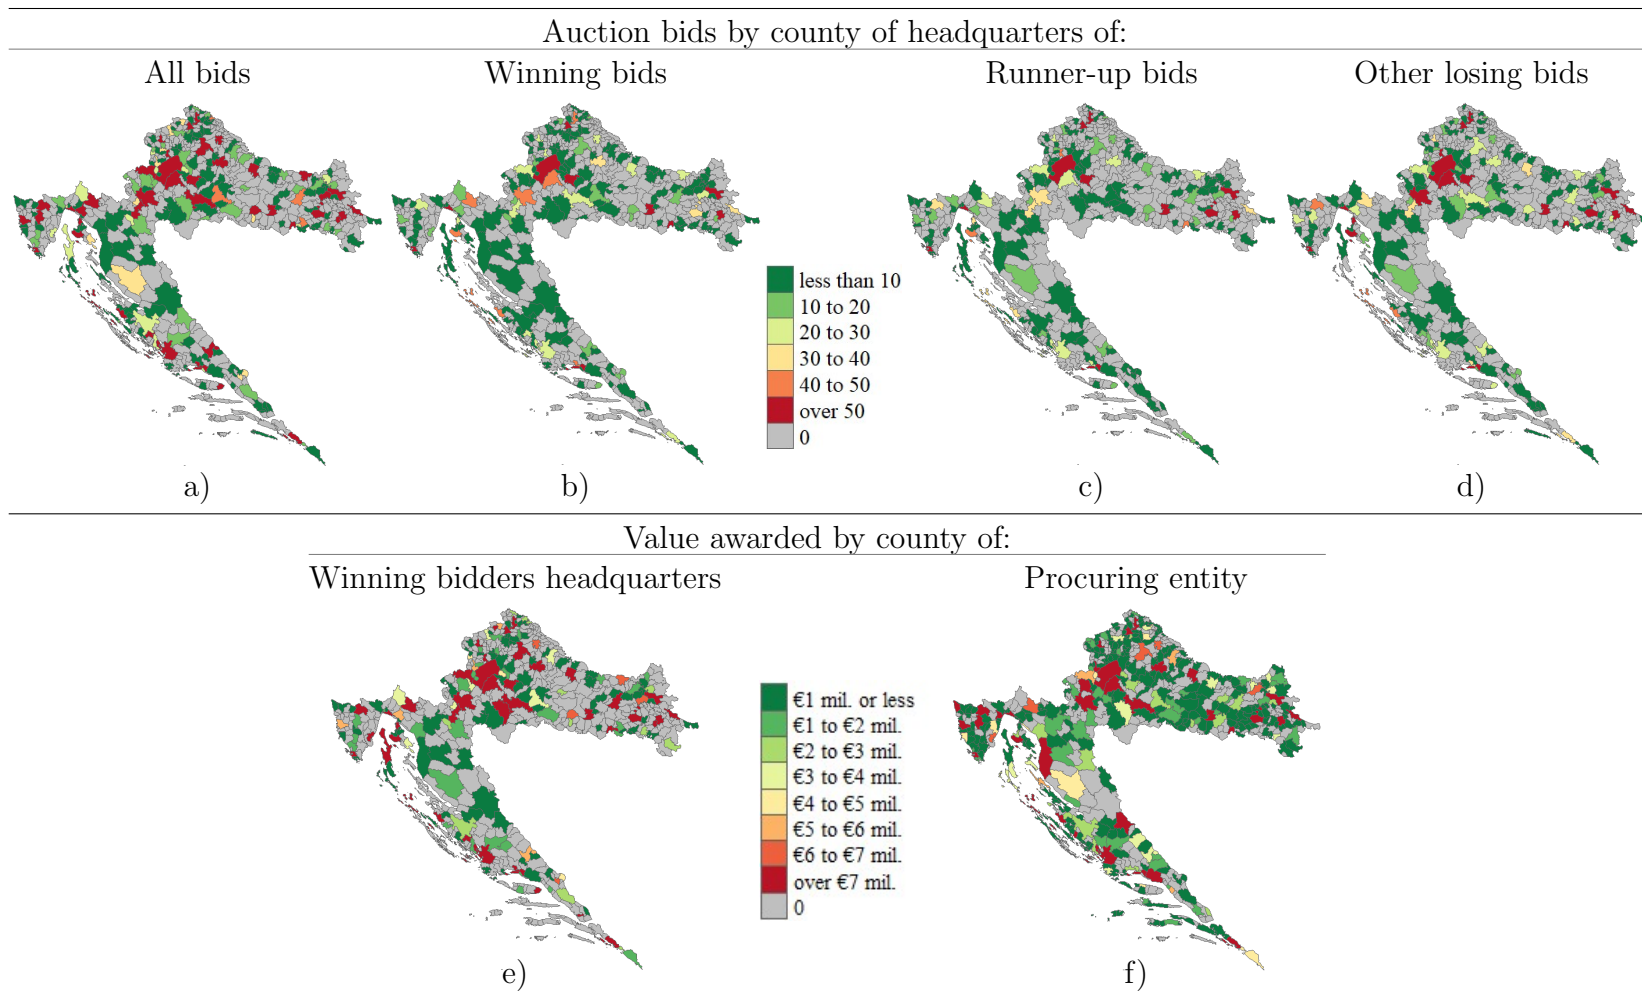 Auction bids by county of headquarters of:
All bids
Winning bids
Runner-up bids
Other losing bids
less than 10
10 to 20
20 to 30
30 to 40
40 to 50
over 50
0
a)
b)
c)
d)
Value awarded by county of:
Winning bidders headquarters
Procuring entity
€1 mil. or less
€1 to €2 mil.
€2 to €3 mil.
€3 to €4 mil.
€4 to €5 mil.
€5 to €6 mil.
€6 to €7 mil.
over €7 mil.
0
e)
f)